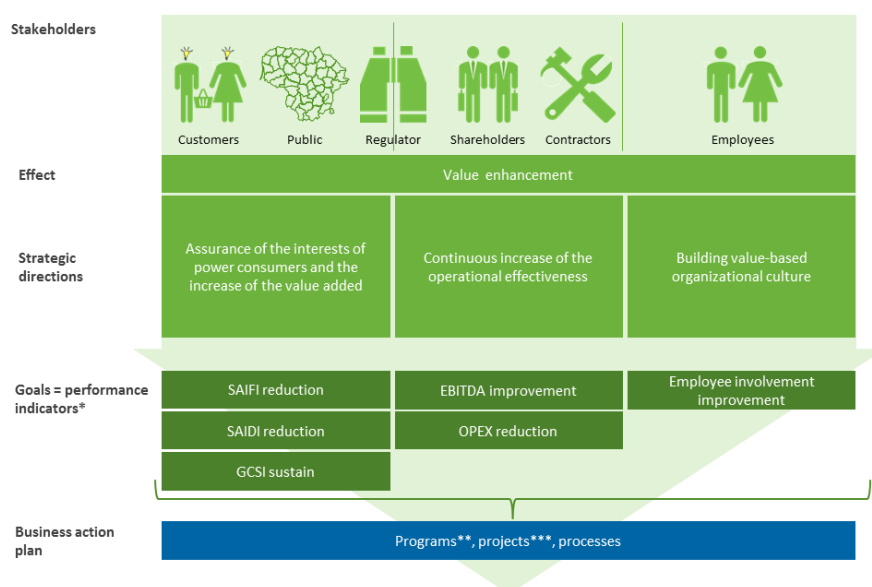 Stakeholders
Customers
Public
Regulator
Shareholders
Contractors
Employees
Effect
Value enhancement
Strategic
directions
Assurance of the interests of
power consumers and the
increase of the value added
Continuous increase of the
operational effectiveness
Building value-based
organizational culture
Goals = performance
indicators*
SAIFI reduction
EBITDA improvement
Employee involvement
improvement
SAIDI reduction
OPEX reduction
GCSI sustain
Business action
plan
Programs**, projects***, processes